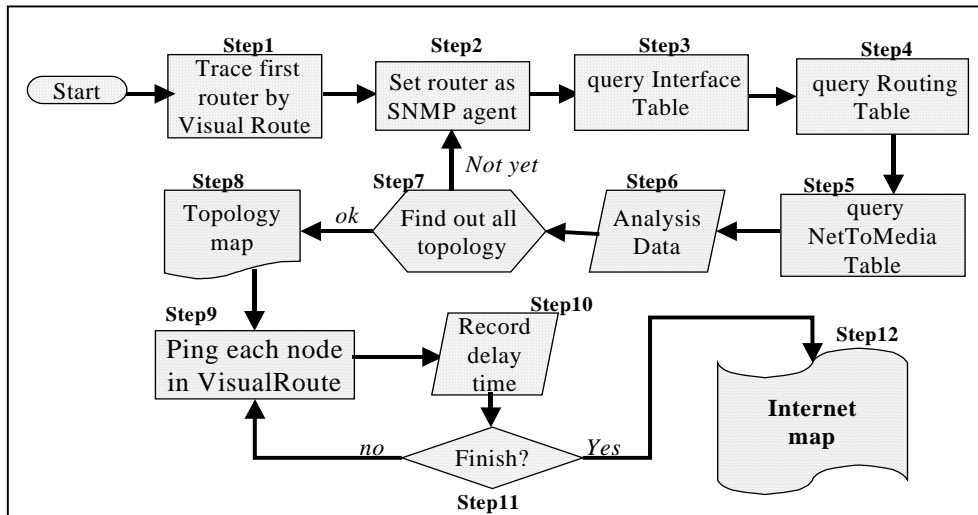 Start
Step1
Trace first
router by
Visual Route
Step2
Set router as
SNMP agent
Step3
query Interface
Table
Step4
query Routing
Table
Step5
query
NetToMedia
Table
Step6
Analysis
Data
Step7
Find out all
topology
Not yet
ok
Step8
Topology
map
Step9
Ping each node
in VisualRoute
Step10
Record
delay
time
Step11
Finish?
no
Yes
Step12
Internet
map